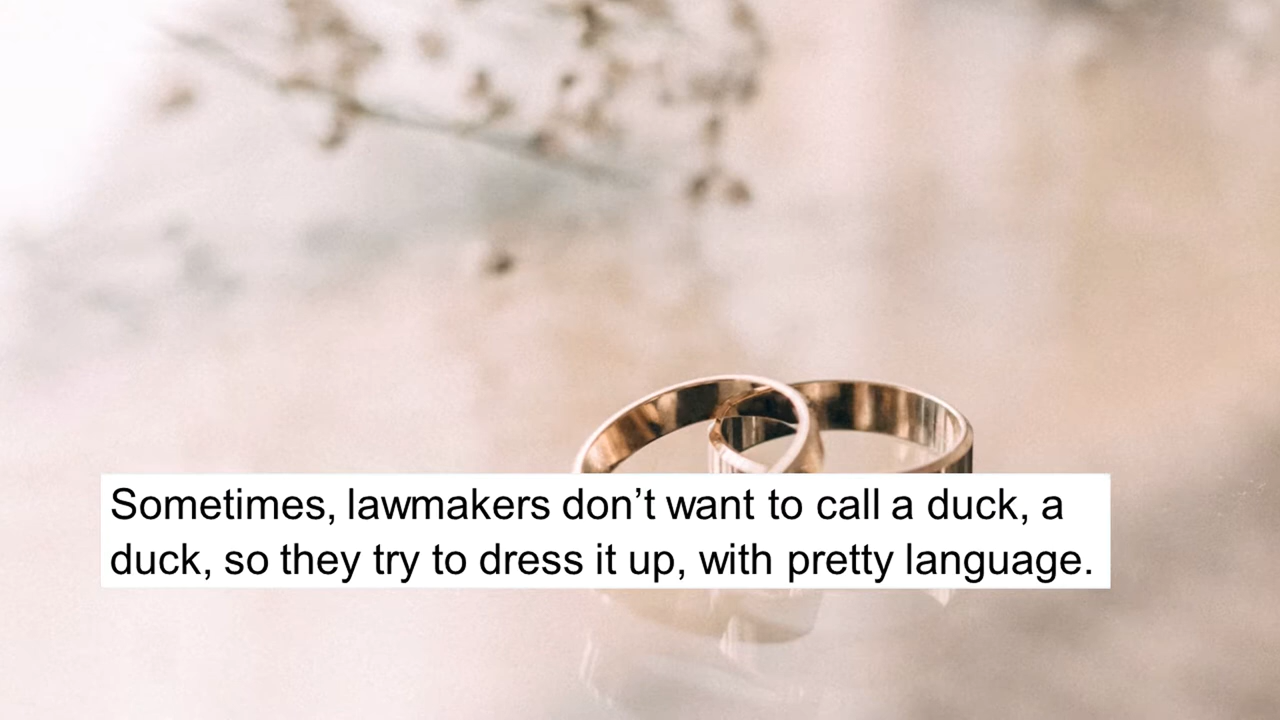 Sometimes, lawmakers don’t want to call a duck, a
duck, so they try to dress it up, with pretty language.